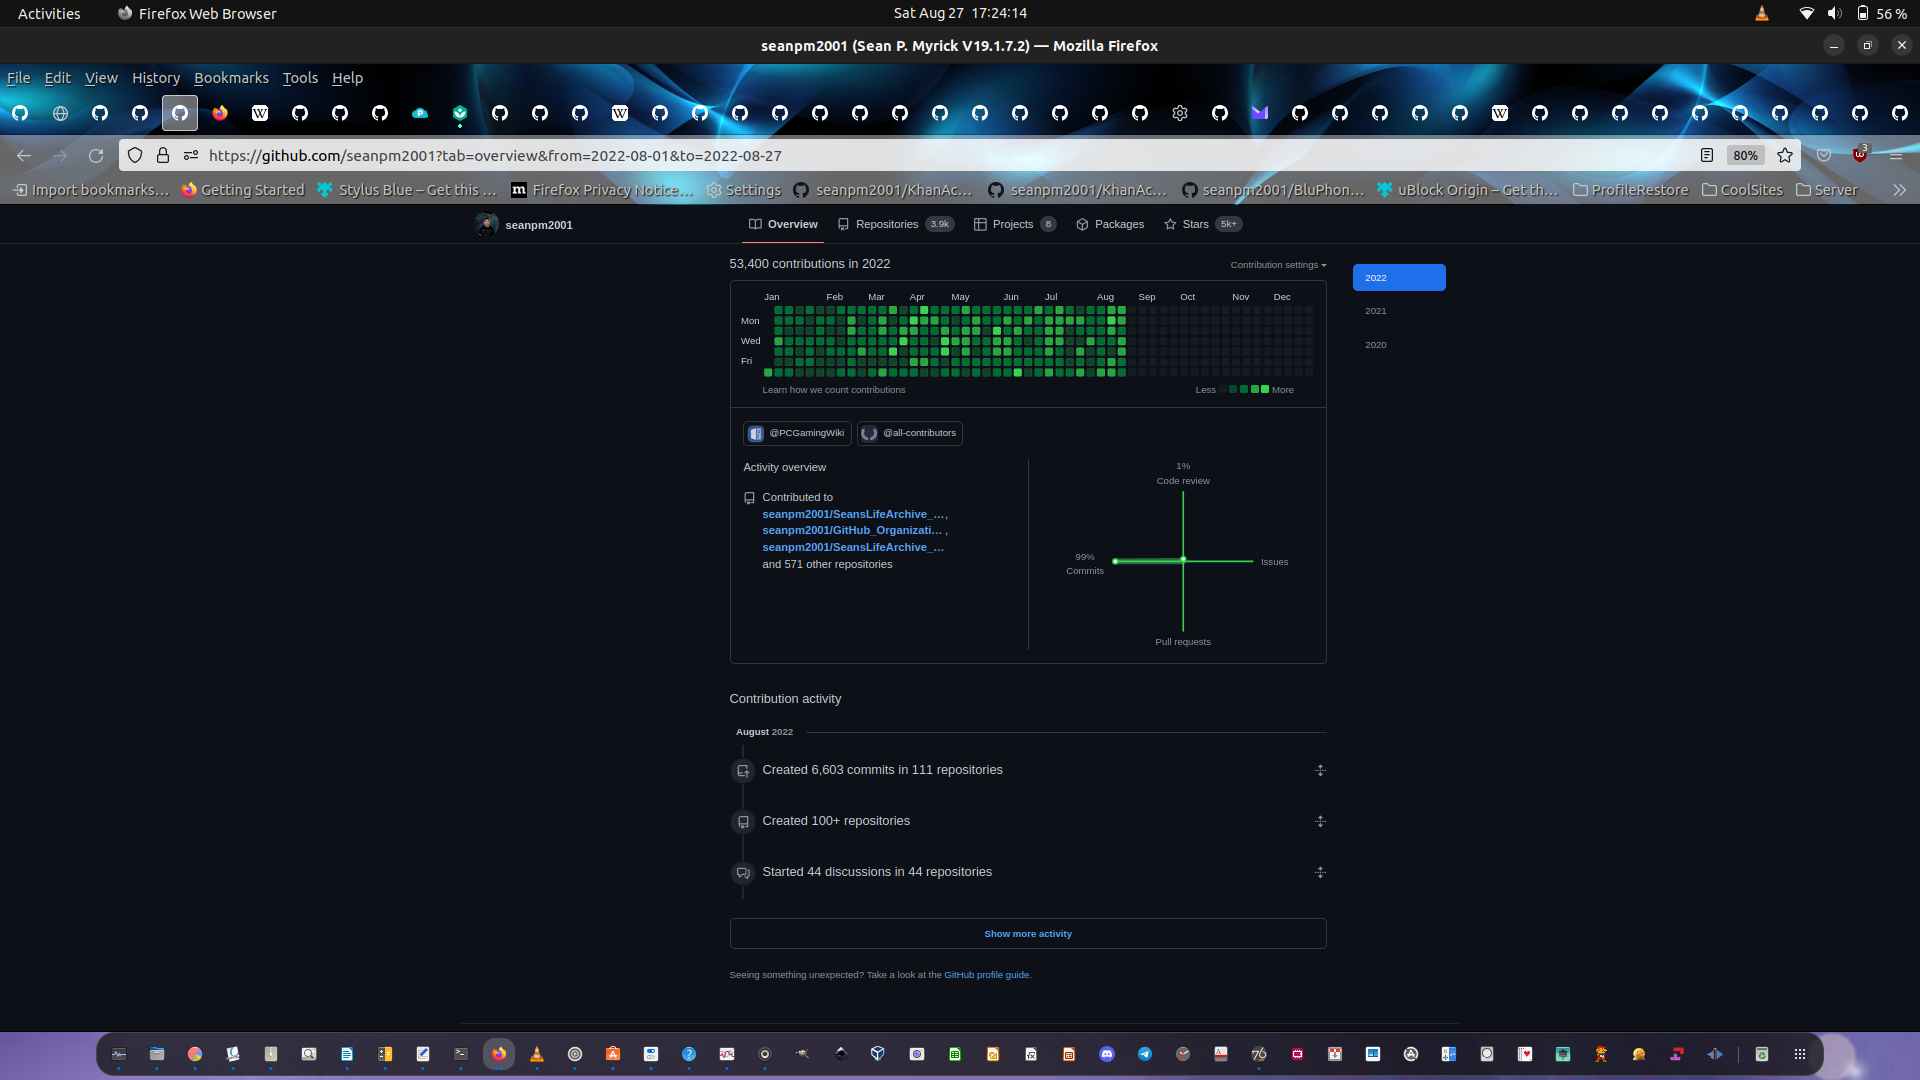 Activities Firefox Web Browser Sat Aug 27 17:24:14 56 %
seanpm2001 (Sean P. Myrick V19.1.7.2) — Mozilla Firefox
File Edit View History Bookmarks Tools Help
https://github.com/seanpm2001?tab=overview&from=2022-08-01&to=2022-08-27 80% 3
Import bookmarks… Getting Started Stylus Blue – Get this … Firefox Privacy Notice… Settings seanpm2001/KhanAc… seanpm2001/KhanAc… seanpm2001/BluPhon… uBlock Origin – Get th… ProfileRestore CoolSites Server
seanpm2001 Overview Repositories 3.9k Projects 8 Packages Stars 5k+
53,400 contributions in 2022 Contribution settings
2022
2021
2020
Jan Feb Mar Apr May Jun Jul Aug Sep Oct Nov Dec
Mon
Wed
Fri
Learn how we count contributions Less More
@PCGamingWiki @all-contributors
Activity overview
Contributed to
seanpm2001/SeansLifeArchive_…,
seanpm2001/GitHub_Organizati… ,
seanpm2001/SeansLifeArchive_…
and 571 other repositories
1%
Code review
99%
Commits
Issues
Pull requests
Contribution activity
August 2022
Created 6,603 commits in 111 repositories
Created 100+ repositories
Started 44 discussions in 44 repositories
Show more activity
Seeing something unexpected? Take a look at the GitHub profile guide.